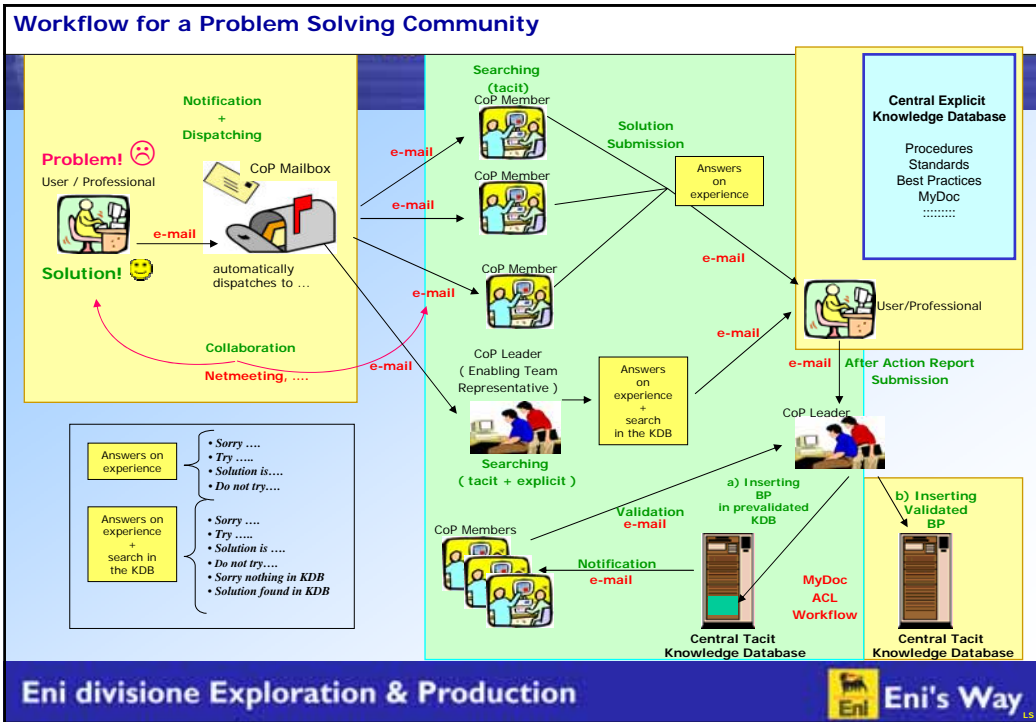 Workflow for a Problem Solving Community
Notification
+
Dispatching
Problem!
User / Professional
CoP Mailbox
e-mail
Solution!
automatically
dispatches to ...
Collaboration
Netmeeting, ....
e-mail
e-mail
e-mail
e-mail
Searching
(tacit)
CoP Member
CoP Member
CoP Member
Solution
Submission
Answers
on
experience
e-mail
CoP Leader
( Enabling Team
Representative )
Searching
( tacit + explicit )
Answers
on
experience
+
search
in the KDB
e-mail
Central Explicit
Knowledge Database
Procedures
Standards
Best Practices
MyDoc
:::::::::
User/Professional
e-mail
After Action Report
Submission
CoP Leader
Answers on
experience
• Sorry ....
• Try .....
• Solution is....
• Do not try....
Answers on
experience
+
search in
the KDB
• Sorry ....
• Try .....
• Solution is ....
• Do not try....
• Sorry nothing in KDB
• Solution found in KDB
CoP Members
Validation
e-mail
Notification
e-mail
a) Inserting
BP
in prevalidated
KDB
b) Inserting
Validated
BP
MyDoc
ACL
Workflow
Central Tacit
Knowledge Database
Central Tacit
Knowledge Database
Eni divisione Exploration & Production
Eni
Eni's Way
LS